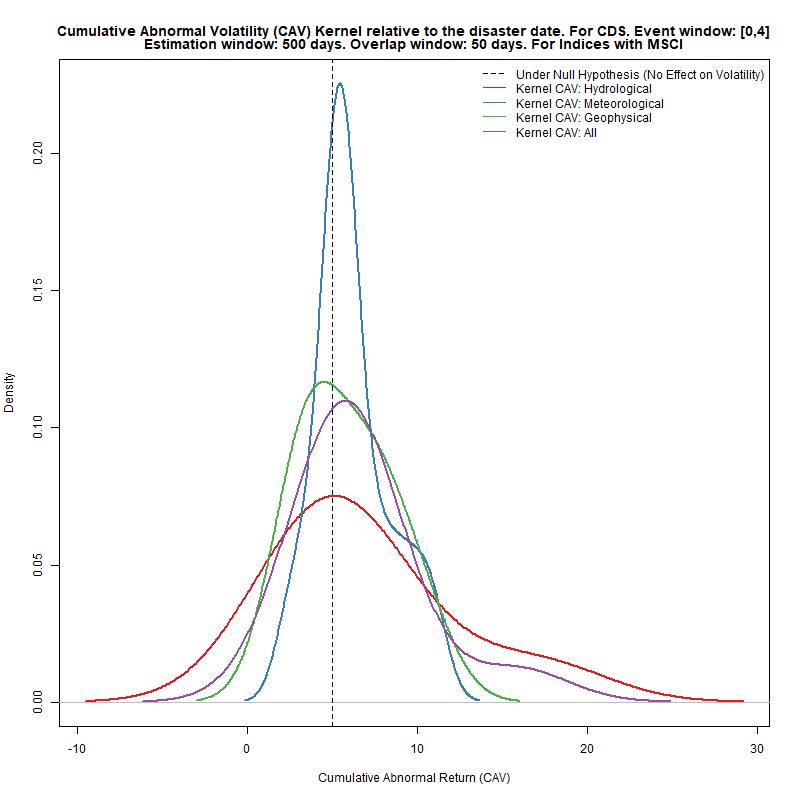 Cumulative Abnormal Volatility (CAV) Kernel relative to the disaster date. For CDS. Event window: [0,4]
Estimation window: 500 days. Overlap window: 50 days. For Indices with MSCI
Under Null Hypothesis (No Effect on Volatility)
Kernel CAV: Hydrological
Kernel CAV: Meteorological
Kernel CAV: Geophysical
Kernel CAV: All
Density
0.20
0.15
0.10
0.05
0.00
-10
0
10
20
30
Cumulative Abnormal Return (CAV)